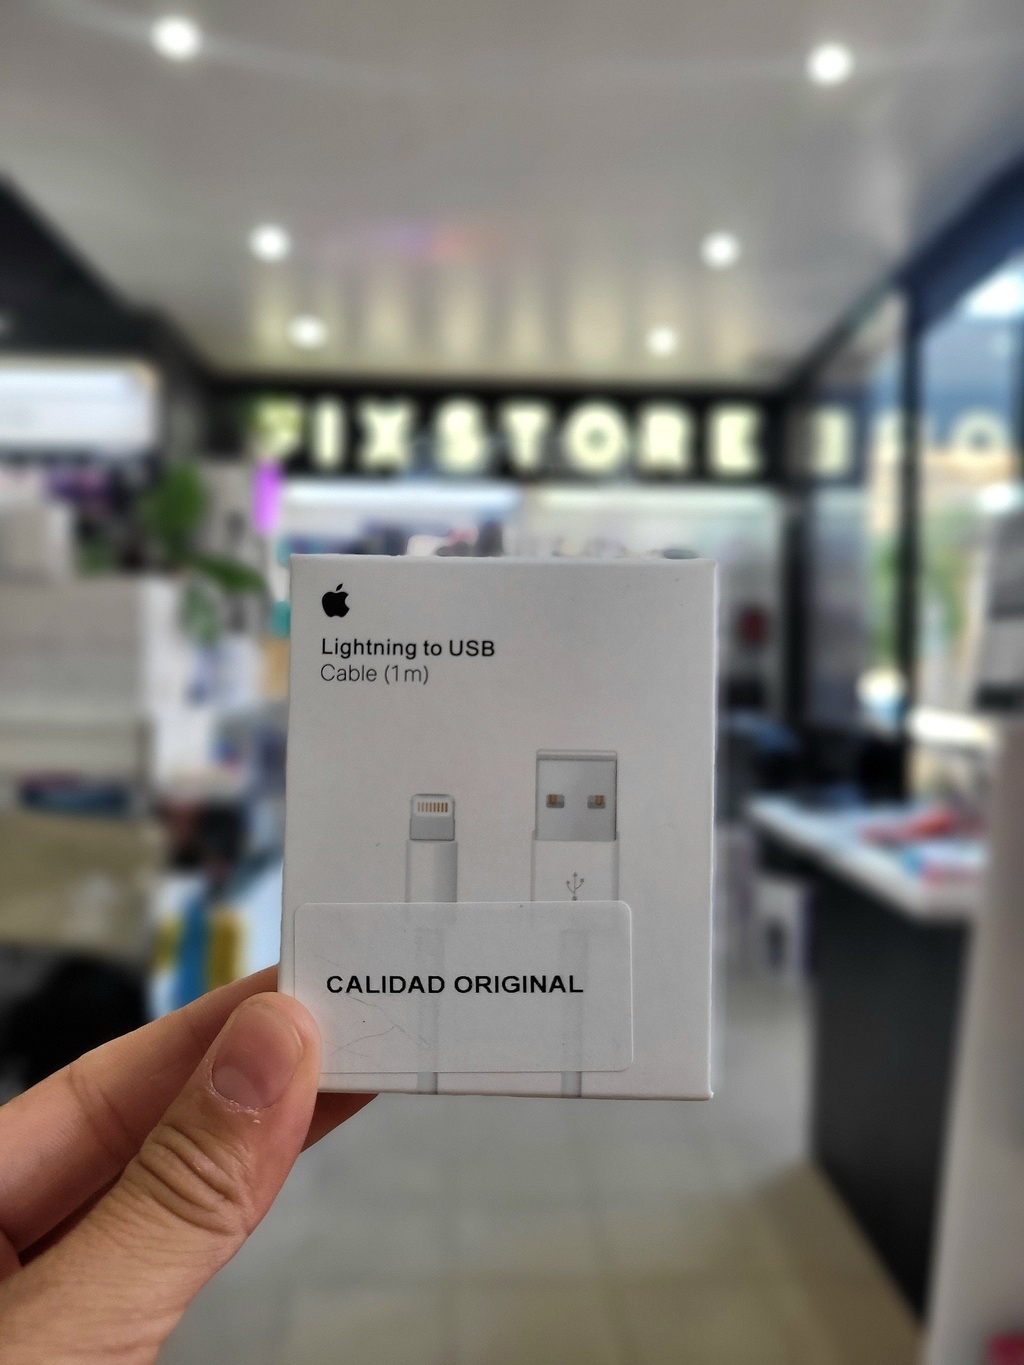 FIXSTORE
Lightning to USB
Cable (1m)
CALIDAD ORIGINAL